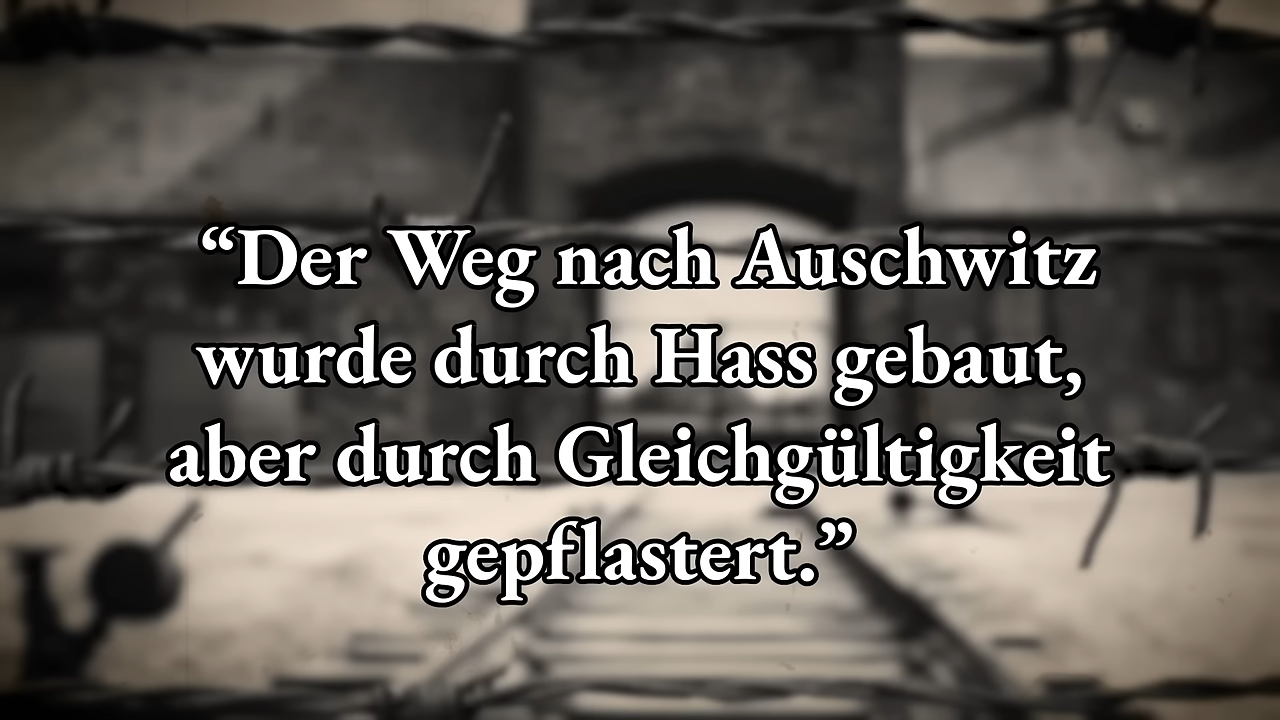 “Der Weg nach Auschwitz
wurde durch Hass gebaut,
aber durch Gleichgültigkeit
gepflastert.”